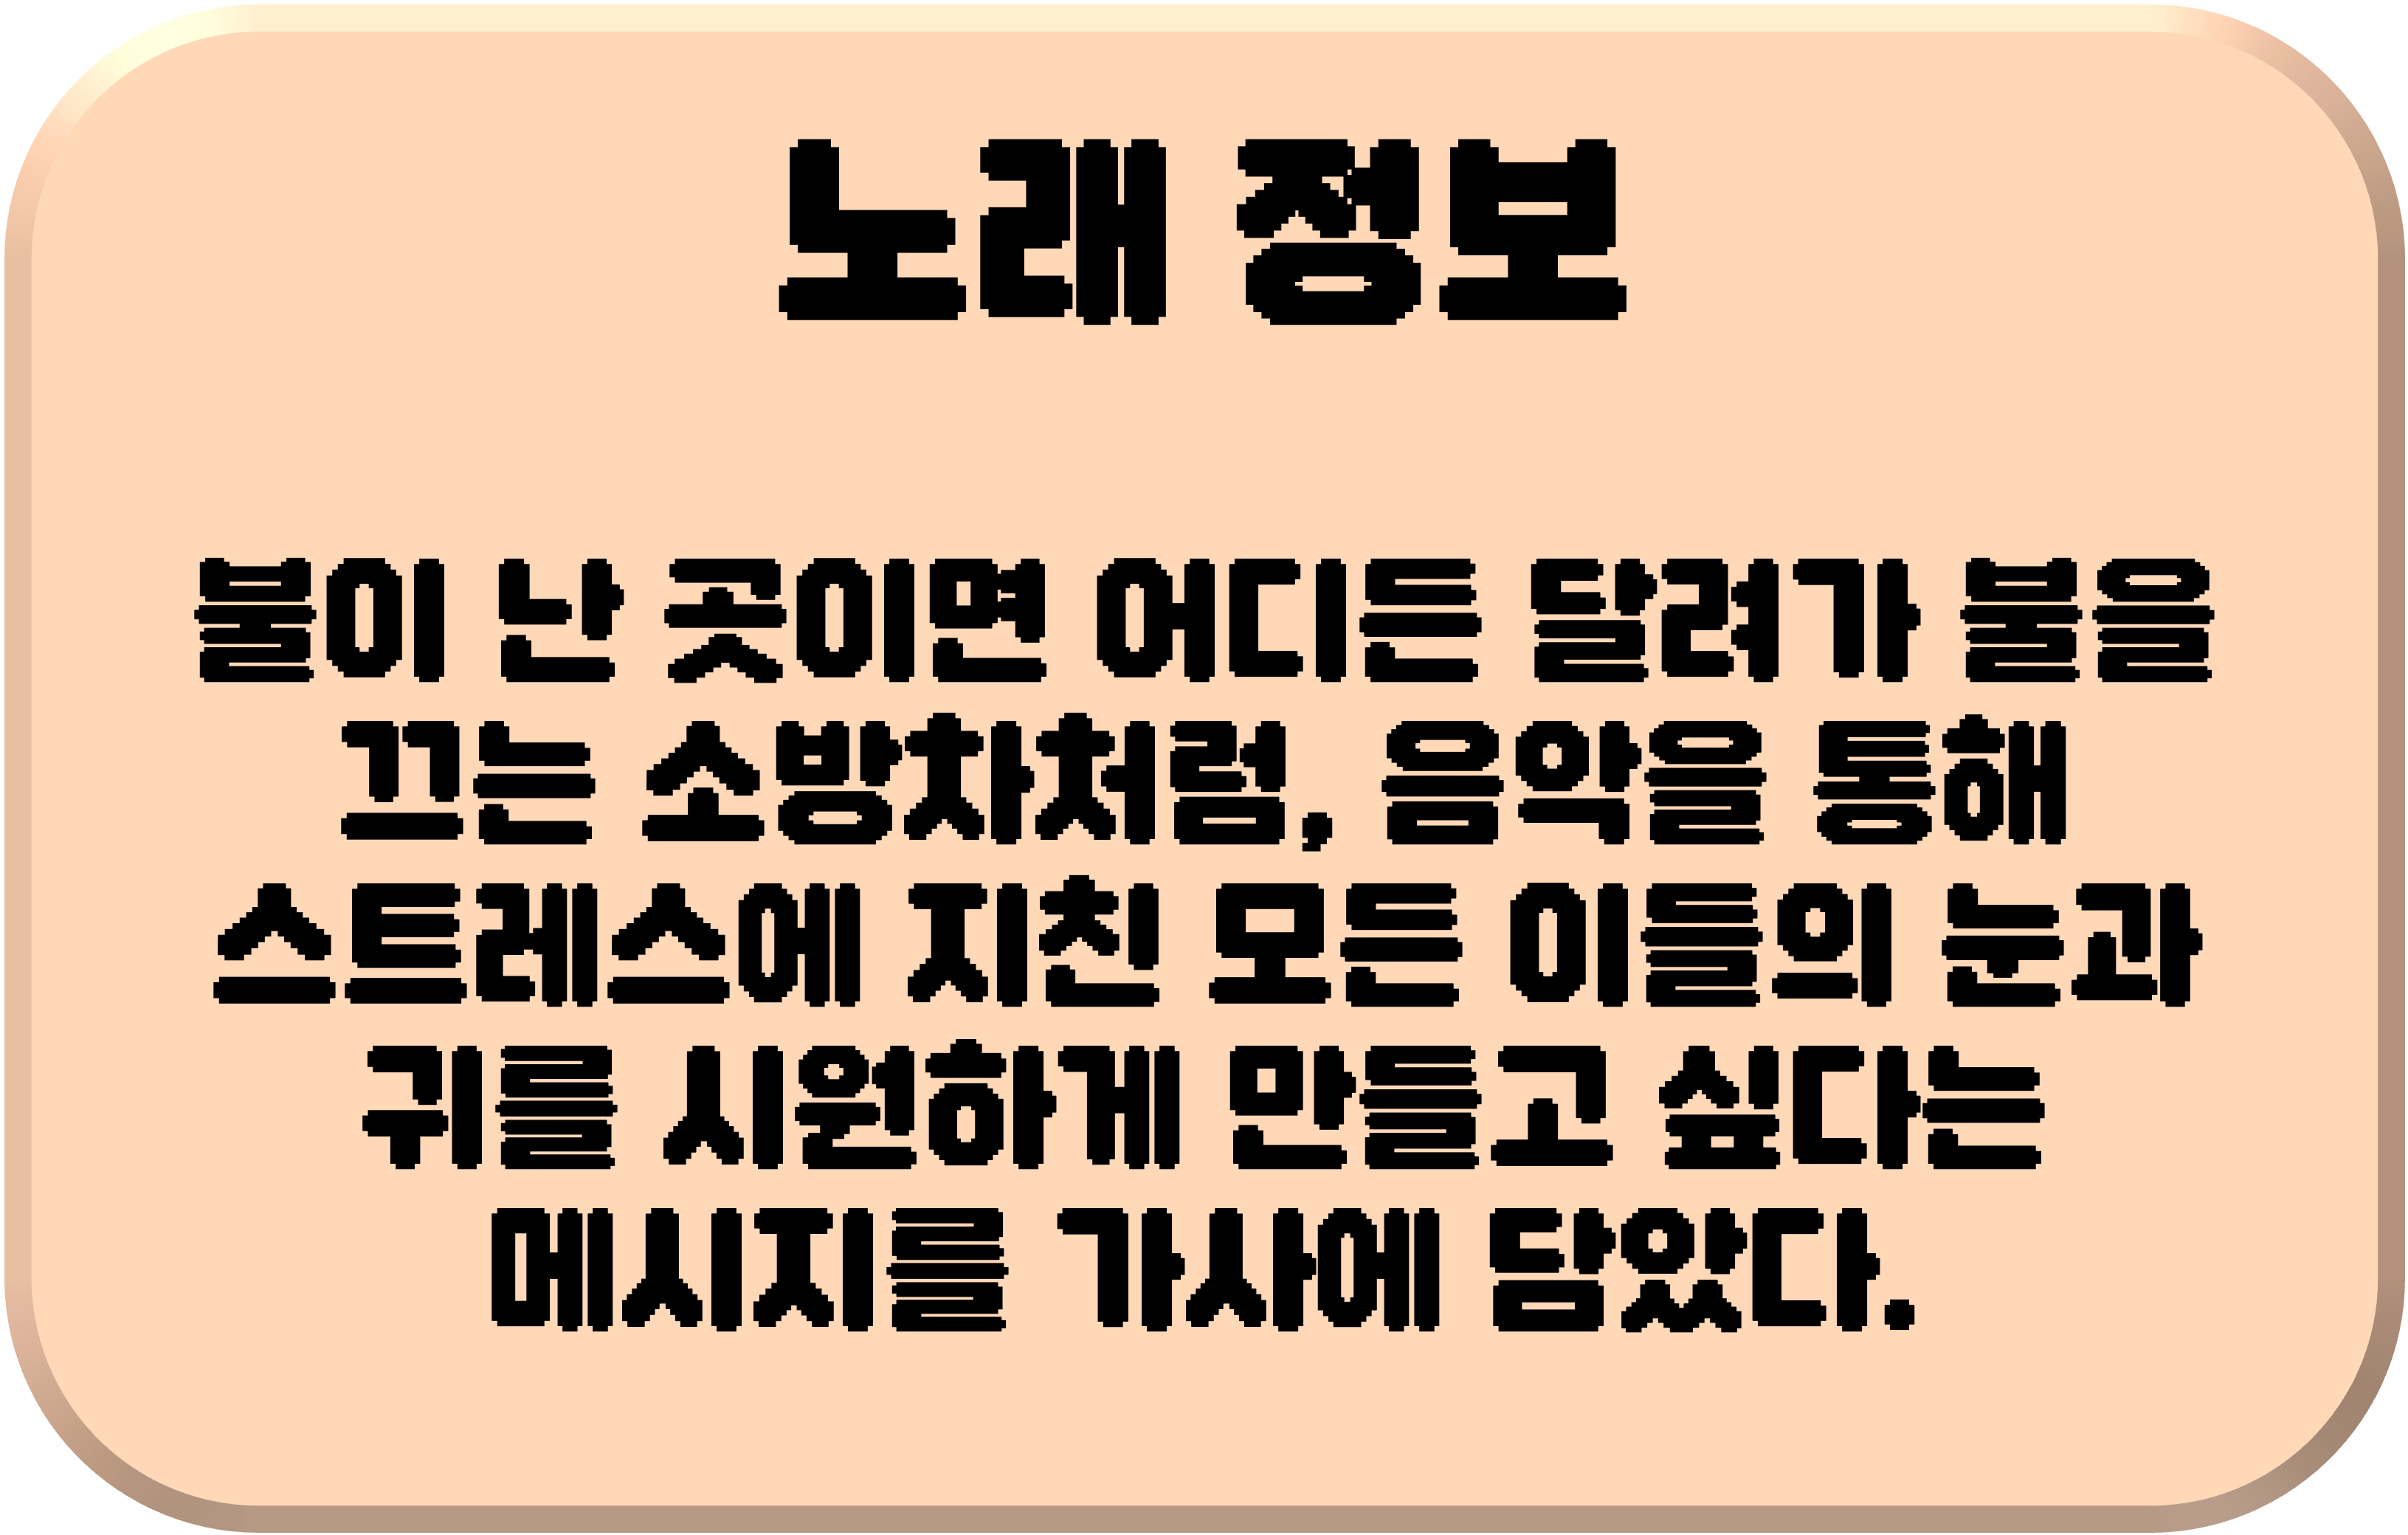 노래 정보
불이 난 곳이면 어디든 달려가 불을
끄는 소방차처럼, 음악을 통해
스트레스에 지친 모든 이들의 눈과
귀를 시원하게 만들고 싶다는
메시지를 가사에 담았다.